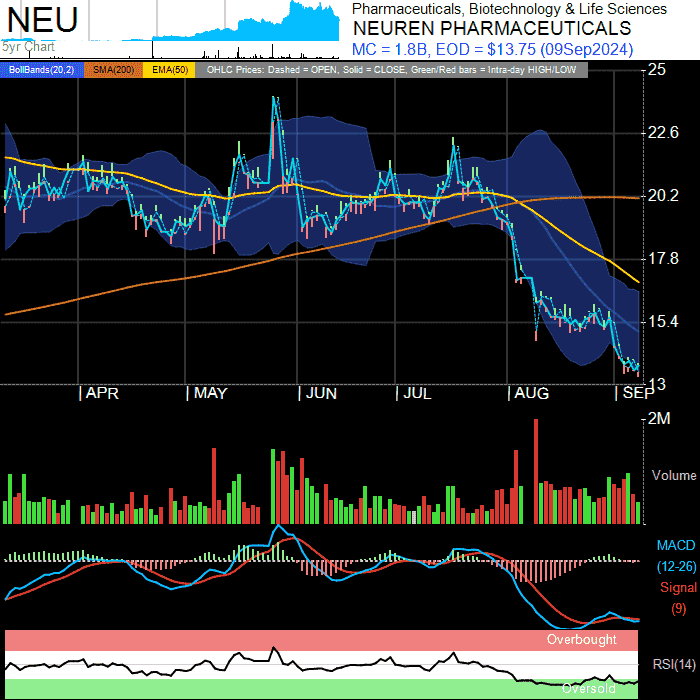 NEU
5yr Chart
Pharmaceuticals, Biotechnology & Life Sciences
NEUREN PHARMACEUTICALS
MC = 1.8B, EOD = $13.75 (09Sep2024)
BollBands(20,2) SMA(200) EMA(50) OHLC Prices: Dashed = OPEN, Solid = CLOSE, Green/Red bars = Intra-day HIGH/LOW
25
22.6
20.2
17.8
15.4
13
APR MAY JUN JUL AUG SEP
2M
Volume
MACD
(12-26)
Signal
(9)
Overbought
RSI(14)
Oversold